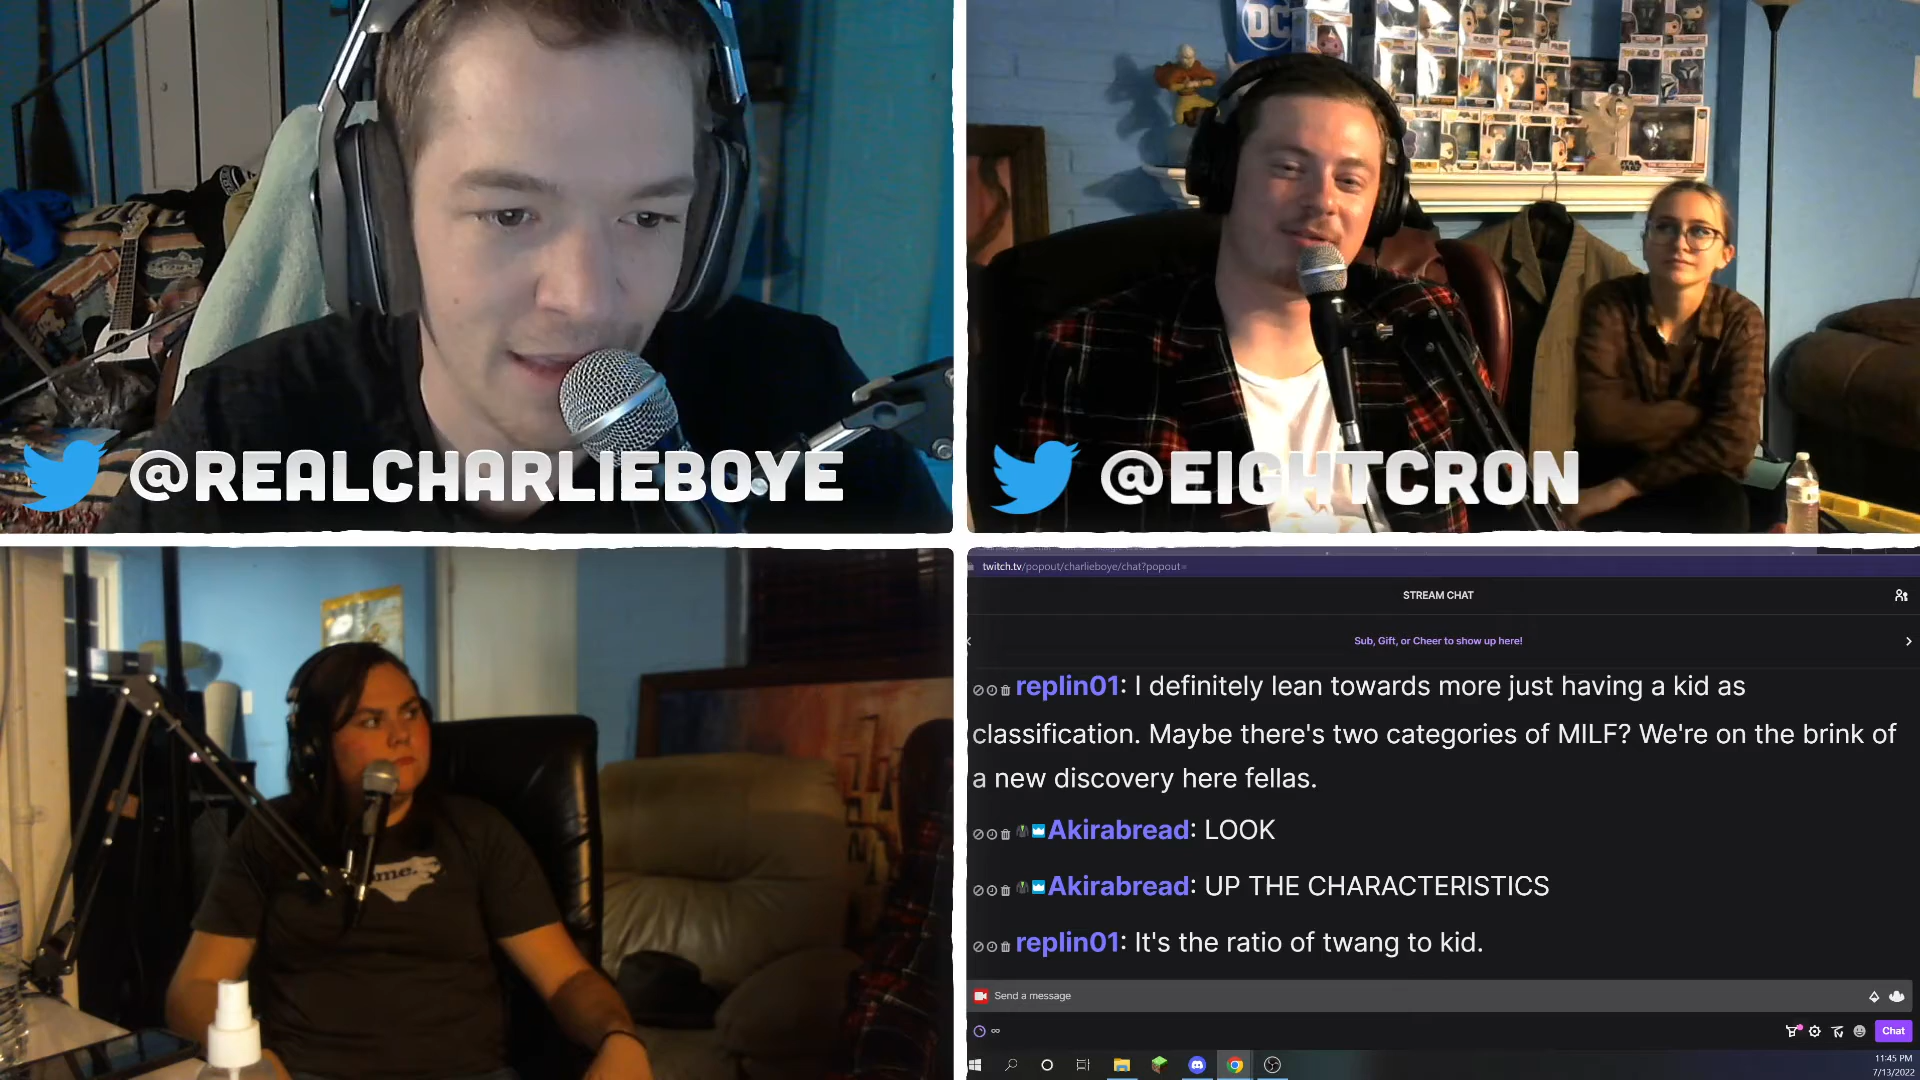 DC
@REALCHARLIEBOYE
@EIGHTCRON
ome.
twitch.tv/popout/charlieboye/chat?popout=
STREAM CHAT
Sub, Gift, or Cheer to show up here!
replin01: I definitely lean towards more just having a kid as
classification. Maybe there's two categories of MILF? We're on the brink of
a new discovery here fellas.
Akirabread: LOOK
Akirabread: UP THE CHARACTERISTICS
replin01: It's the ratio of twang to kid.
Send a message
Chat
11:45 PM
7/13/2022